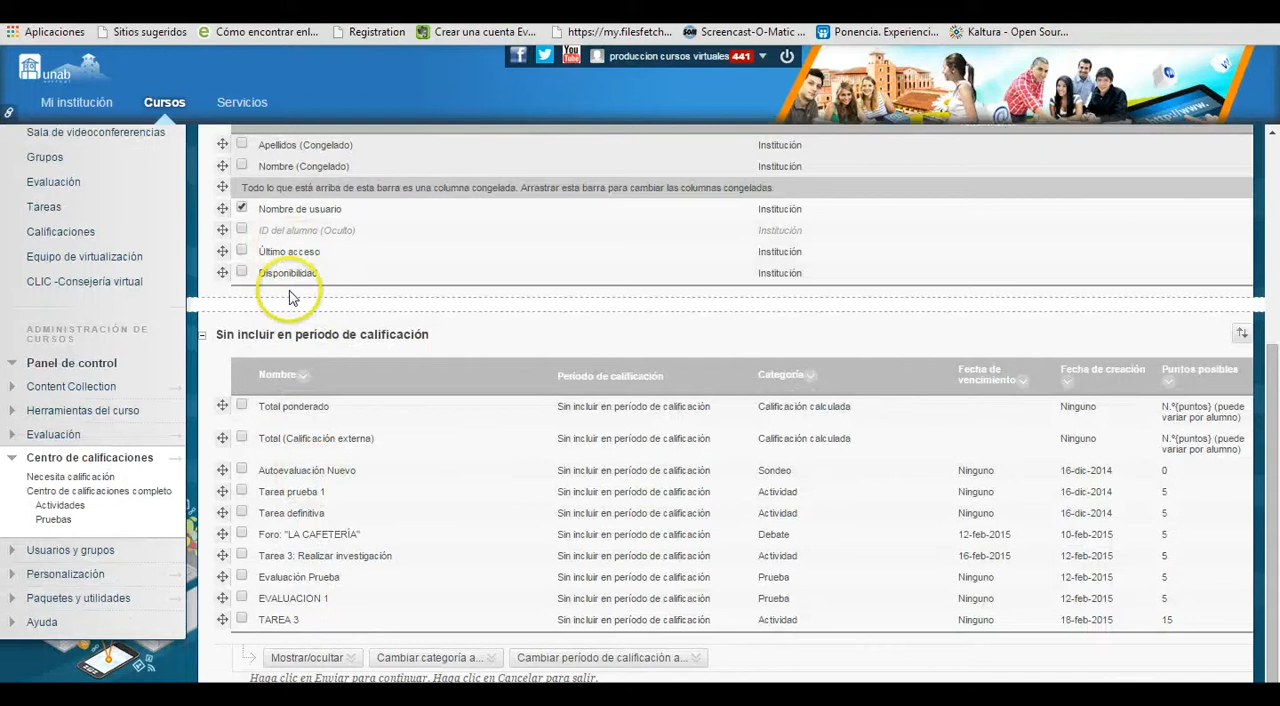 Aplicaciones Sitios sugeridos Cómo encontrar enl... Registration Crear una cuenta Ev... https://my.filesfetch... Screencast-O-Matic ... Ponencia. Experienci... Kaltura - Open Sour...
unab
produccion cursos virtuales 441
Mi institución Cursos Servicios
Sala de videoconferencias
Grupos
Evaluación
Tareas
Calificaciones
Equipo de virtualización
CLIC -Consejería virtual
ADMINISTRACIÓN DE
CURSOS
Panel de control
Content Collection
Herramientas del curso
Evaluación
Centro de calificaciones
Necesita calificación
Centro de calificaciones completo
Actividades
Pruebas
Usuarios y grupos
Personalización
Paquetes y utilidades
Ayuda
Apellidos (Congelado) Institución
Nombre (Congelado) Institución
Todo lo que está arriba de esta barra es una columna congelada. Arrastrar esta barra para cambiar las columnas congeladas.
Nombre de usuario Institución
ID del alumno (Oculto) Institución
Último acceso Institución
Disponibilidad Institución
Sin incluir en período de calificación
Nombre Período de calificación Categoría Fecha de vencimiento Fecha de creación Puntos posibles
Total ponderado Sin incluir en período de calificación Calificación calculada Ninguno N.º{puntos} (puede variar por alumno)
Total (Calificación externa) Sin incluir en período de calificación Calificación calculada Ninguno N.º{puntos} (puede variar por alumno)
Autoevaluación Nuevo Sin incluir en período de calificación Sondeo Ninguno 16-dic-2014 0
Tarea prueba 1 Sin incluir en período de calificación Actividad Ninguno 16-dic-2014 5
Tarea definitiva Sin incluir en período de calificación Actividad Ninguno 16-dic-2014 5
Foro: "LA CAFETERÌA" Sin incluir en período de calificación Debate 12-feb-2015 10-feb-2015 5
Tarea 3: Realizar investigación Sin incluir en período de calificación Actividad 16-feb-2015 12-feb-2015 5
Evaluación Prueba Sin incluir en período de calificación Prueba Ninguno 12-feb-2015 5
EVALUACION 1 Sin incluir en período de calificación Prueba Ninguno 12-feb-2015 5
TAREA 3 Sin incluir en período de calificación Actividad Ninguno 18-feb-2015 15
Mostrar/ocultar Cambiar categoría a... Cambiar período de calificación a...
Haga clic en Enviar para continuar. Haga clic en Cancelar para salir.